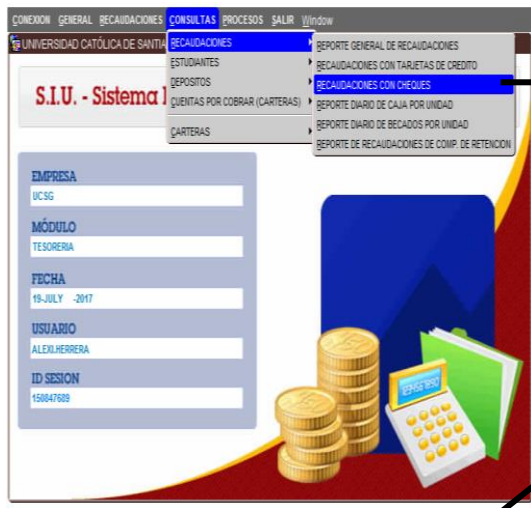 CONEXION GENERAL RECAUDACIONES CONSULTAS PROCESOS SALIR Window
UNIVERSIDAD CATÓLICA DE SANTIA
RECAUDACIONES
ESTUDIANTES
DEPOSITOS
CUENTAS POR COBRAR (CARTERAS)
CARTERAS
REPORTE GENERAL DE RECAUDACIONES
RECAUDACIONES CON TARJETAS DE CREDITO
RECAUDACIONES CON CHEQUES
REPORTE DIARIO DE CAJA POR UNIDAD
REPORTE DIARIO DE BECADOS POR UNIDAD
REPORTE DE RECAUDACIONES DE COMP. DE RETENCION
S.I.U. - Sistema
EMPRESA
UCSG
MÓDULO
TESORERIA
FECHA
19-JULY -2017
USUARIO
ALEXI.HERRERA
ID SESION
150847689